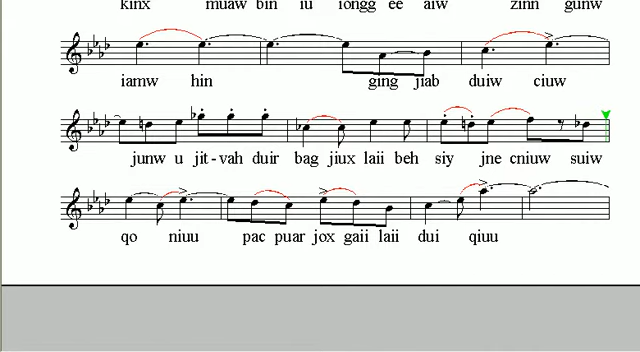 kinx muaw bin iu iongg ee aiw zinn gunw
iamw hin ging jiab duiw ciuw
junw u jit-vah duir bag jiux laii beh siy jne cniuw suiw
qo niuu pac puar jox gaii laii dui qiuu